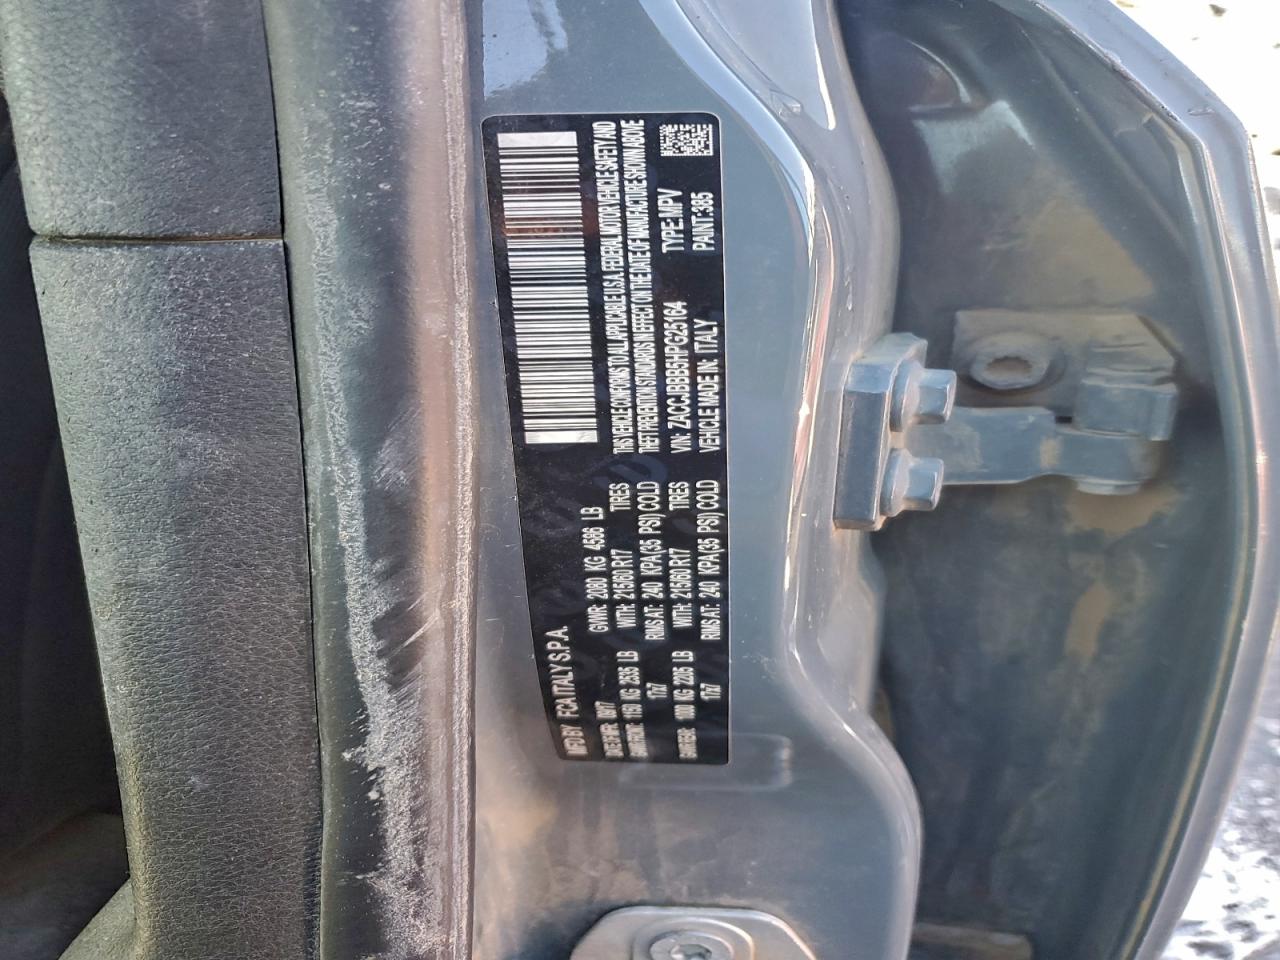 MFD BY FCA ITALY S.P.A.
DATE OF MFR: 09/17 GVWR: 2080 KG 4586 LB
GAWR FRONT: 1150 KG 2535 LB WITH: 215/60 R17 TIRES
17x7 RIMS AT: 240 KPA(35 PSI) COLD
GAWR REAR: 1000 KG 2205 LB WITH: 215/60 R17 TIRES
17x7 RIMS AT: 240 KPA(35 PSI) COLD
THIS VEHICLE CONFORMS TO ALL APPLICABLE U.S.A. FEDERAL MOTOR VEHICLE SAFETY AND
THEFT PREVENTION STANDARDS IN EFFECT ON THE DATE OF MANUFACTURE SHOWN ABOVE
VIN: ZACCJBBB5HPG25164 TYPE:MPV
VEHICLE MADE IN: ITALY PAINT:385